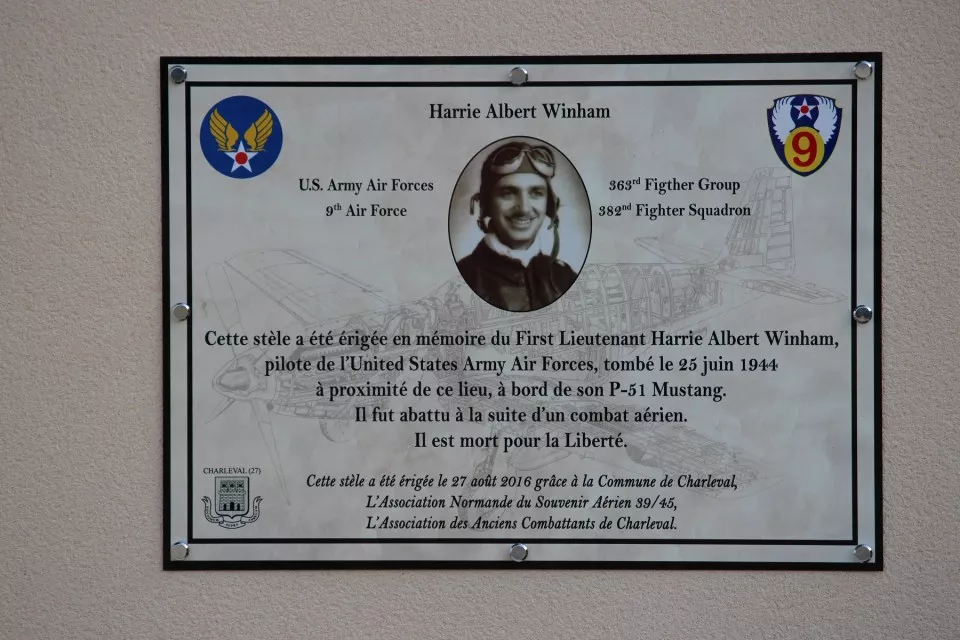 Harrie Albert Winham
U.S. Army Air Forces
9th Air Force
363rd Figther Group
382nd Fighter Squadron
9
Cette stèle a été érigée en mémoire du First Lieutenant Harrie Albert Winham,
pilote de l'United States Army Air Forces, tombé le 25 juin 1944
à proximité de ce lieu, à bord de son P-51 Mustang.
Il fut abattu à la suite d'un combat aérien.
Il est mort pour la Liberté.
CHARLEVAL (27)
Cette stèle a été érigée le 27 août 2016 grâce à la Commune de Charleval,
L'Association Normande du Souvenir Aérien 39/45,
L'Association des Anciens Combattants de Charleval.